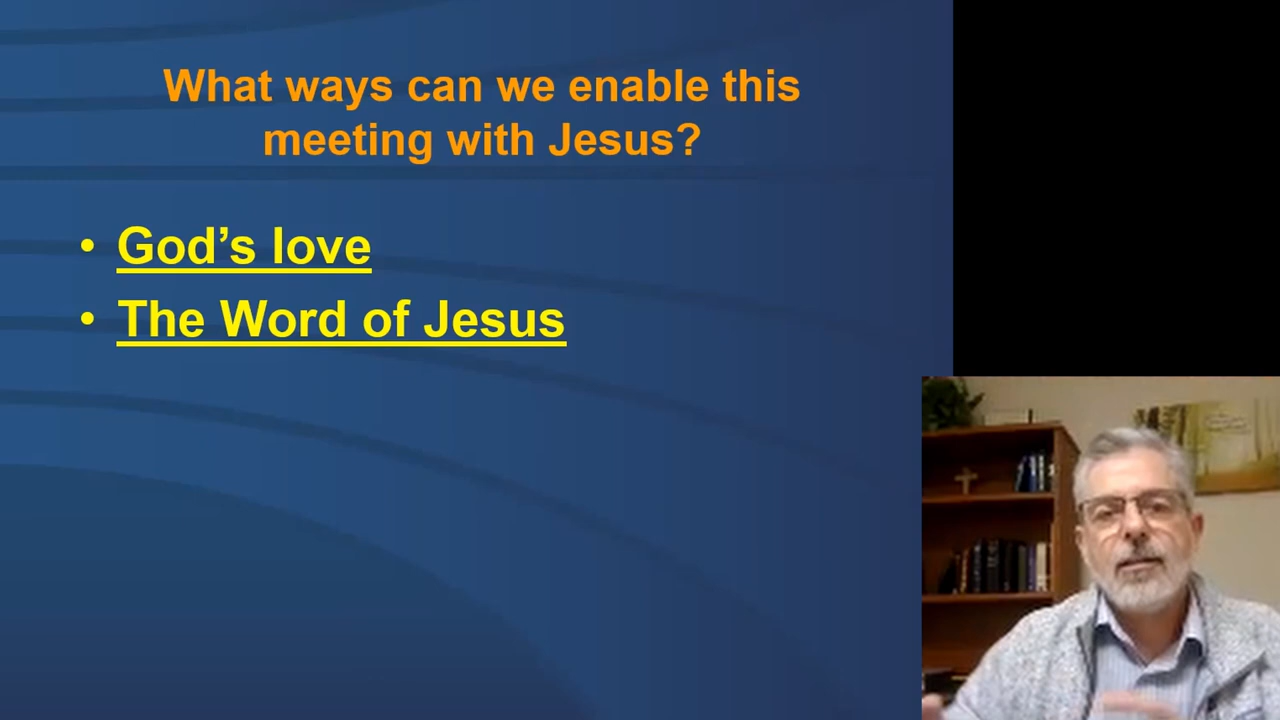 What ways can we enable this
meeting with Jesus?
• God’s love
• The Word of Jesus